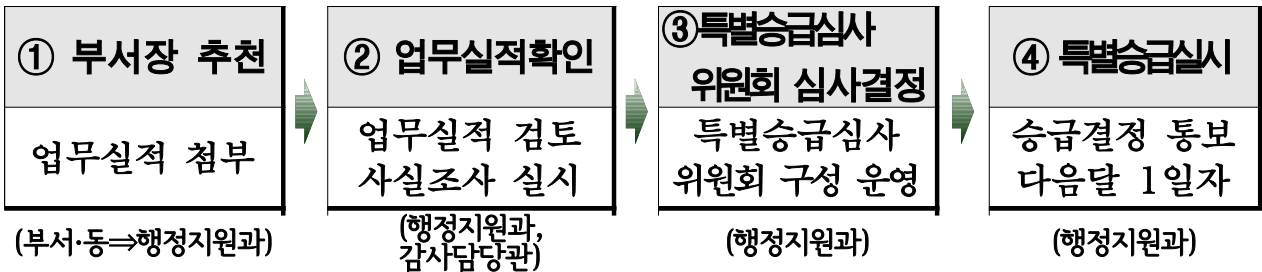 ① 부서장 추천
업무실적 첨부
(부서·동⇒행정지원과)
② 업무실적확인
업무실적 검토
사실조사 실시
(행정지원과,
감사담당관)
③특별승급심사
위원회 심사결정
특별승급심사
위원회 구성 운영
(행정지원과)
④ 특별승급실시
승급결정 통보
다음달 1일자
(행정지원과)